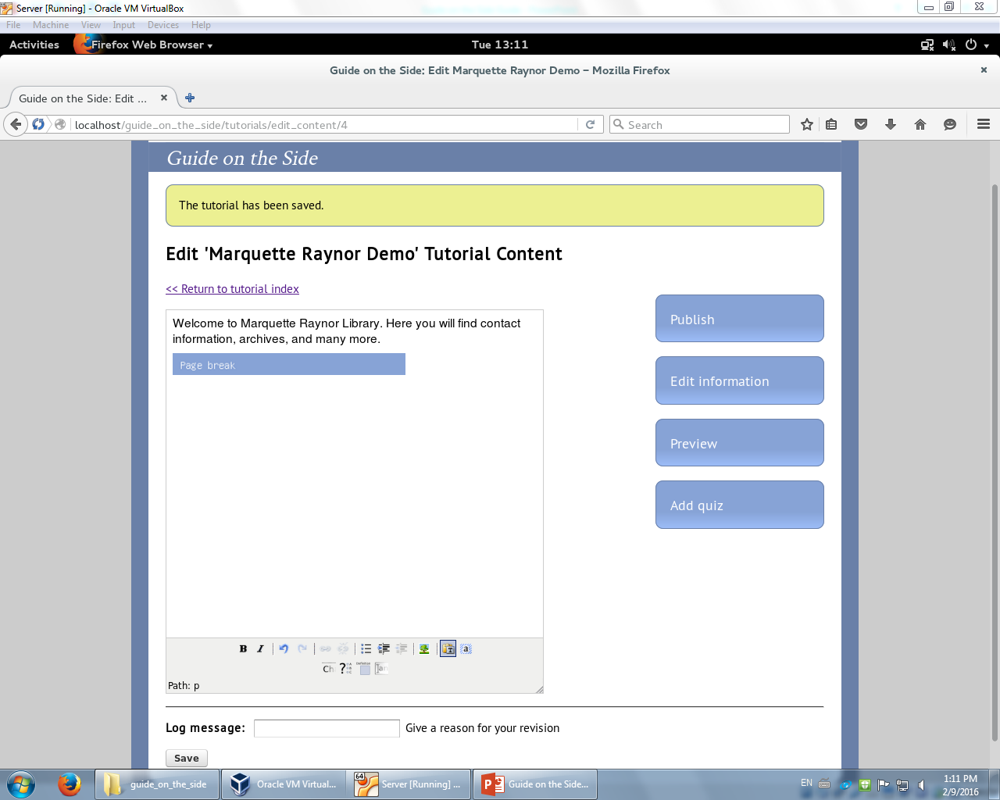 Server [Running] - Oracle VM VirtualBox
File Machine View Input Devices Help
Activities Firefox Web Browser Tue 13:11
Guide on the Side: Edit Marquette Raynor Demo – Mozilla Firefox
Guide on the Side: Edit ...
localhost/guide_on_the_side/tutorials/edit_content/4 Search
Guide on the Side
The tutorial has been saved.
Edit 'Marquette Raynor Demo' Tutorial Content
<< Return to tutorial index
Publish
Welcome to Marquette Raynor Library. Here you will find contact
information, archives, and many more.
Page break
Edit information
Preview
Add quiz
Path: p
Log message: Give a reason for your revision
Save
guide_on_the_side Oracle VM Virtual... Server [Running] ... Guide on the Side... EN 1:11 PM
2/9/2016